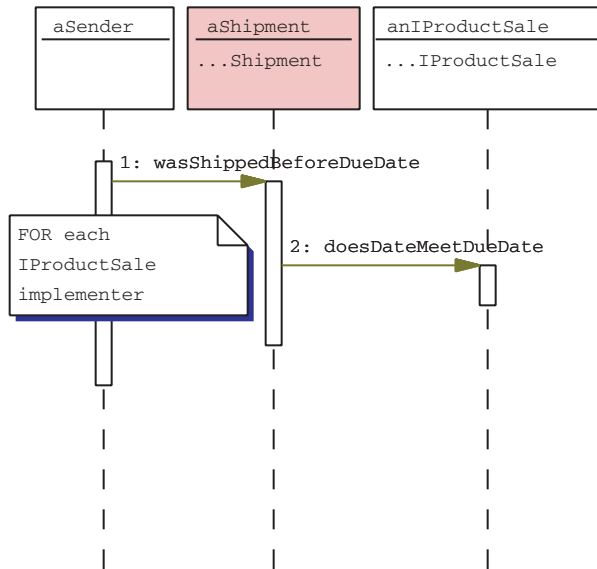 aSender
aShipment
...Shipment
anIProductSale
...IProductSale
1: wasShippedBeforeDueDate
FOR each
IProductSale
implementer
2: doesDateMeetDueDate